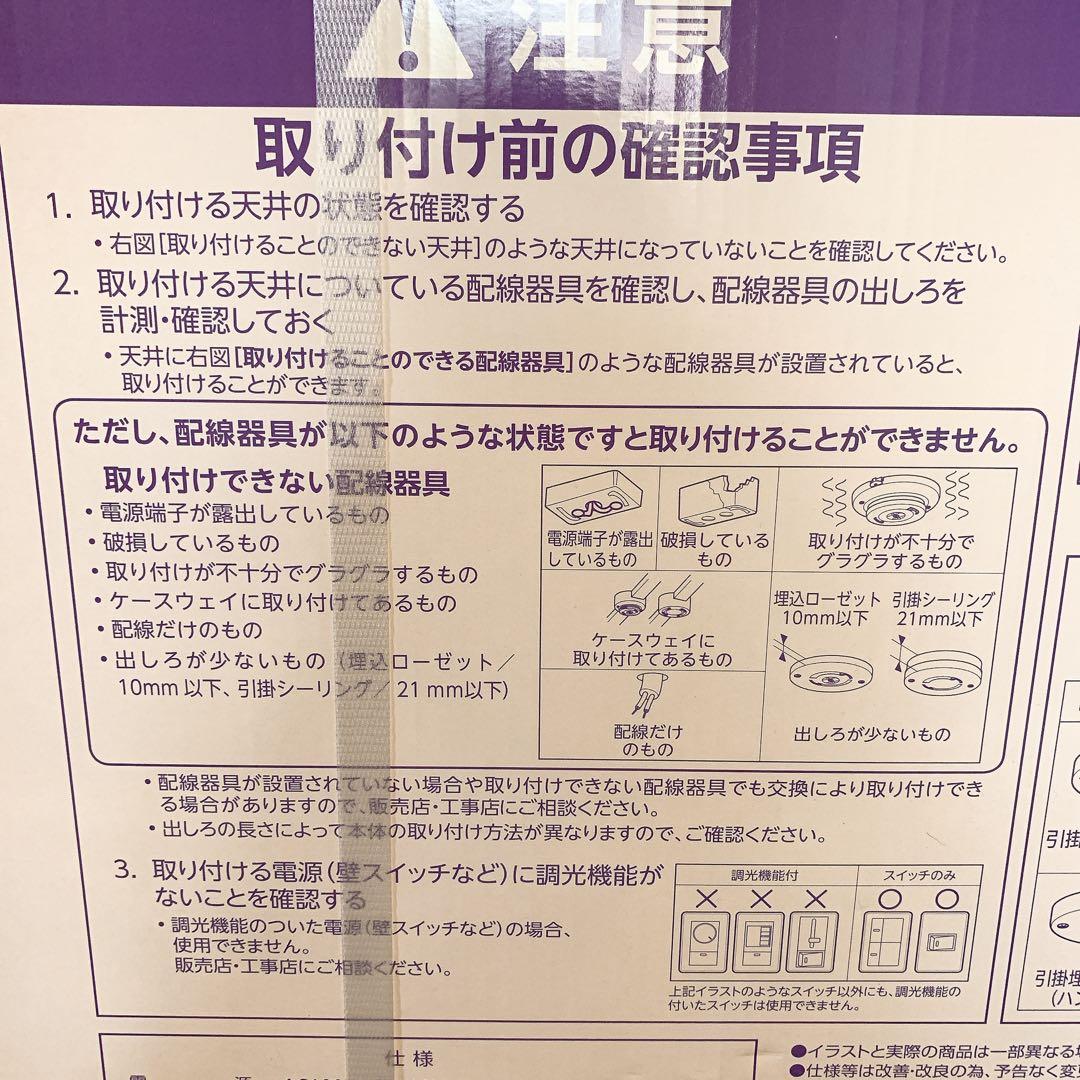 注意
取り付け前の確認事項
1. 取り付ける天井の状態を確認する
・右図[取り付けることのできない天井]のような天井になっていないことを確認してください。
2. 取り付ける天井についている配線器具を確認し、配線器具の出しろを
計測・確認しておく
・天井に右図[取り付けることのできる配線器具]のような配線器具が設置されていると、
取り付けることができます。
ただし、配線器具が以下のような状態ですと取り付けることができません。
取り付けできない配線器具
・電源端子が露出しているもの
・破損しているもの
・取り付けが不十分でグラグラするもの
・ケースウェイに取り付けてあるもの
・配線だけのもの
・出しろが少ないもの(埋込ローゼット/
10mm以下、引掛シーリング/21mm以下)
電源端子が露出
しているもの
破損している
もの
取り付けが不十分で
グラグラするもの
ケースウェイに
取り付けてあるもの
埋込ローゼット
10mm以下
引掛シーリング
21mm以下
配線だけ
のもの
出しろが少ないもの
・配線器具が設置されていない場合や取り付けできない配線器具でも交換により取り付けでき
る場合がありますので、販売店・工事店にご相談ください。
・出しろの長さによって本体の取り付け方法が異なりますので、ご確認ください。
3. 取り付ける電源(壁スイッチなど)に調光機能が
ないことを確認する
・調光機能のついた電源(壁スイッチなど)の場合、
使用できません。
販売店・工事店にご相談ください。
調光機能付
スイッチのみ
× × × ○ ○
上記イラストのようなスイッチ以外にも、調光機能の
付いたスイッチは使用できません。
引掛
引掛埋
(ハン
仕様
●イラストと実際の商品は一部異なる
●仕様等は改善・改良の為、予告なく変